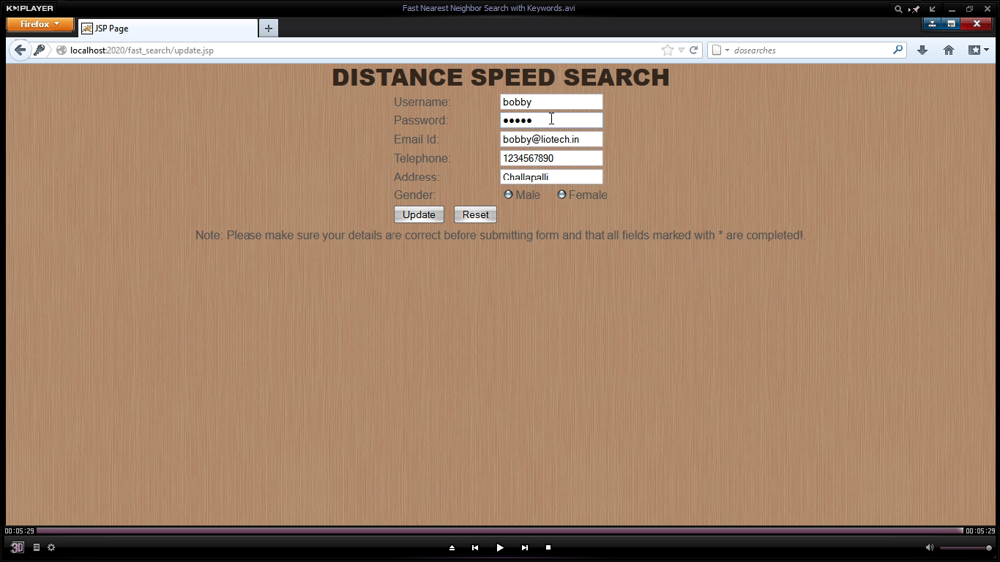 K▸MPLAYER
Fast Nearest Neighbor Search with Keywords.avi
Firefox
JSP Page
localhost:2020/fast_search/update.jsp
dosearches
DISTANCE SPEED SEARCH
Username: bobby
Password: •••••
Email Id: bobby@liotech.in
Telephone: 1234567890
Address: Challapalli
Gender: Male Female
Update Reset
Note: Please make sure your details are correct before submitting form and that all fields marked with * are completed!.
00:05:29 00:05:29
3D